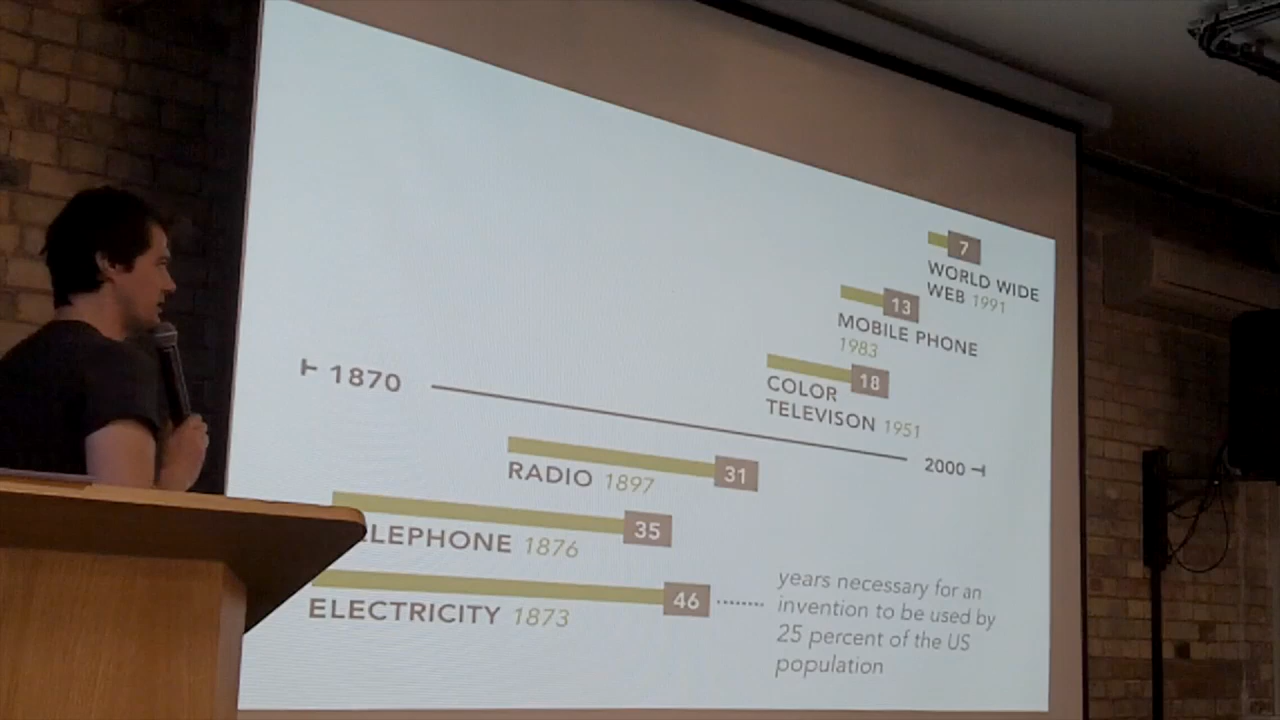 7
WORLD WIDE
WEB 1991
13
MOBILE PHONE
1983
18
COLOR
TELEVISON 1951
1870
2000
31
RADIO 1897
35
LEPHONE 1876
46
ELECTRICITY 1873
years necessary for an
invention to be used by
25 percent of the US
population